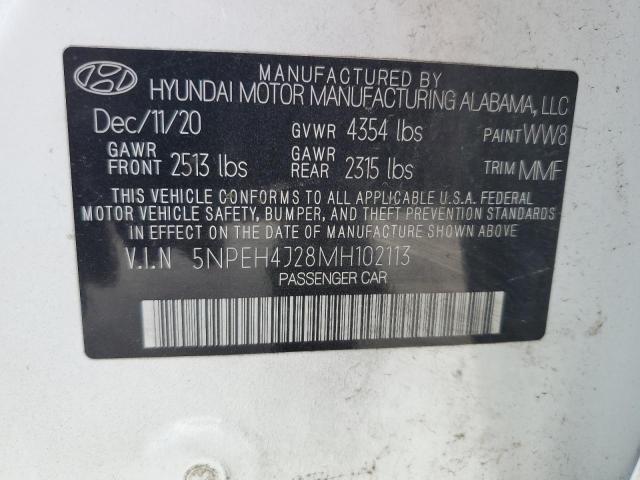 MANUFACTURED BY
HYUNDAI MOTOR MANUFACTURING ALABAMA, LLC
Dec/11/20 GVWR 4354 lbs PAINT WW8
GAWR FRONT 2513 lbs GAWR REAR 2315 lbs TRIM MMF
THIS VEHICLE CONFORMS TO ALL APPLICABLE U.S.A. FEDERAL
MOTOR VEHICLE SAFETY, BUMPER, AND THEFT PREVENTION STANDARDS
IN EFFECT ON THE DATE OF MANUFACTURE SHOWN ABOVE.
V.I.N 5NPEH4J28MH102113
PASSENGER CAR